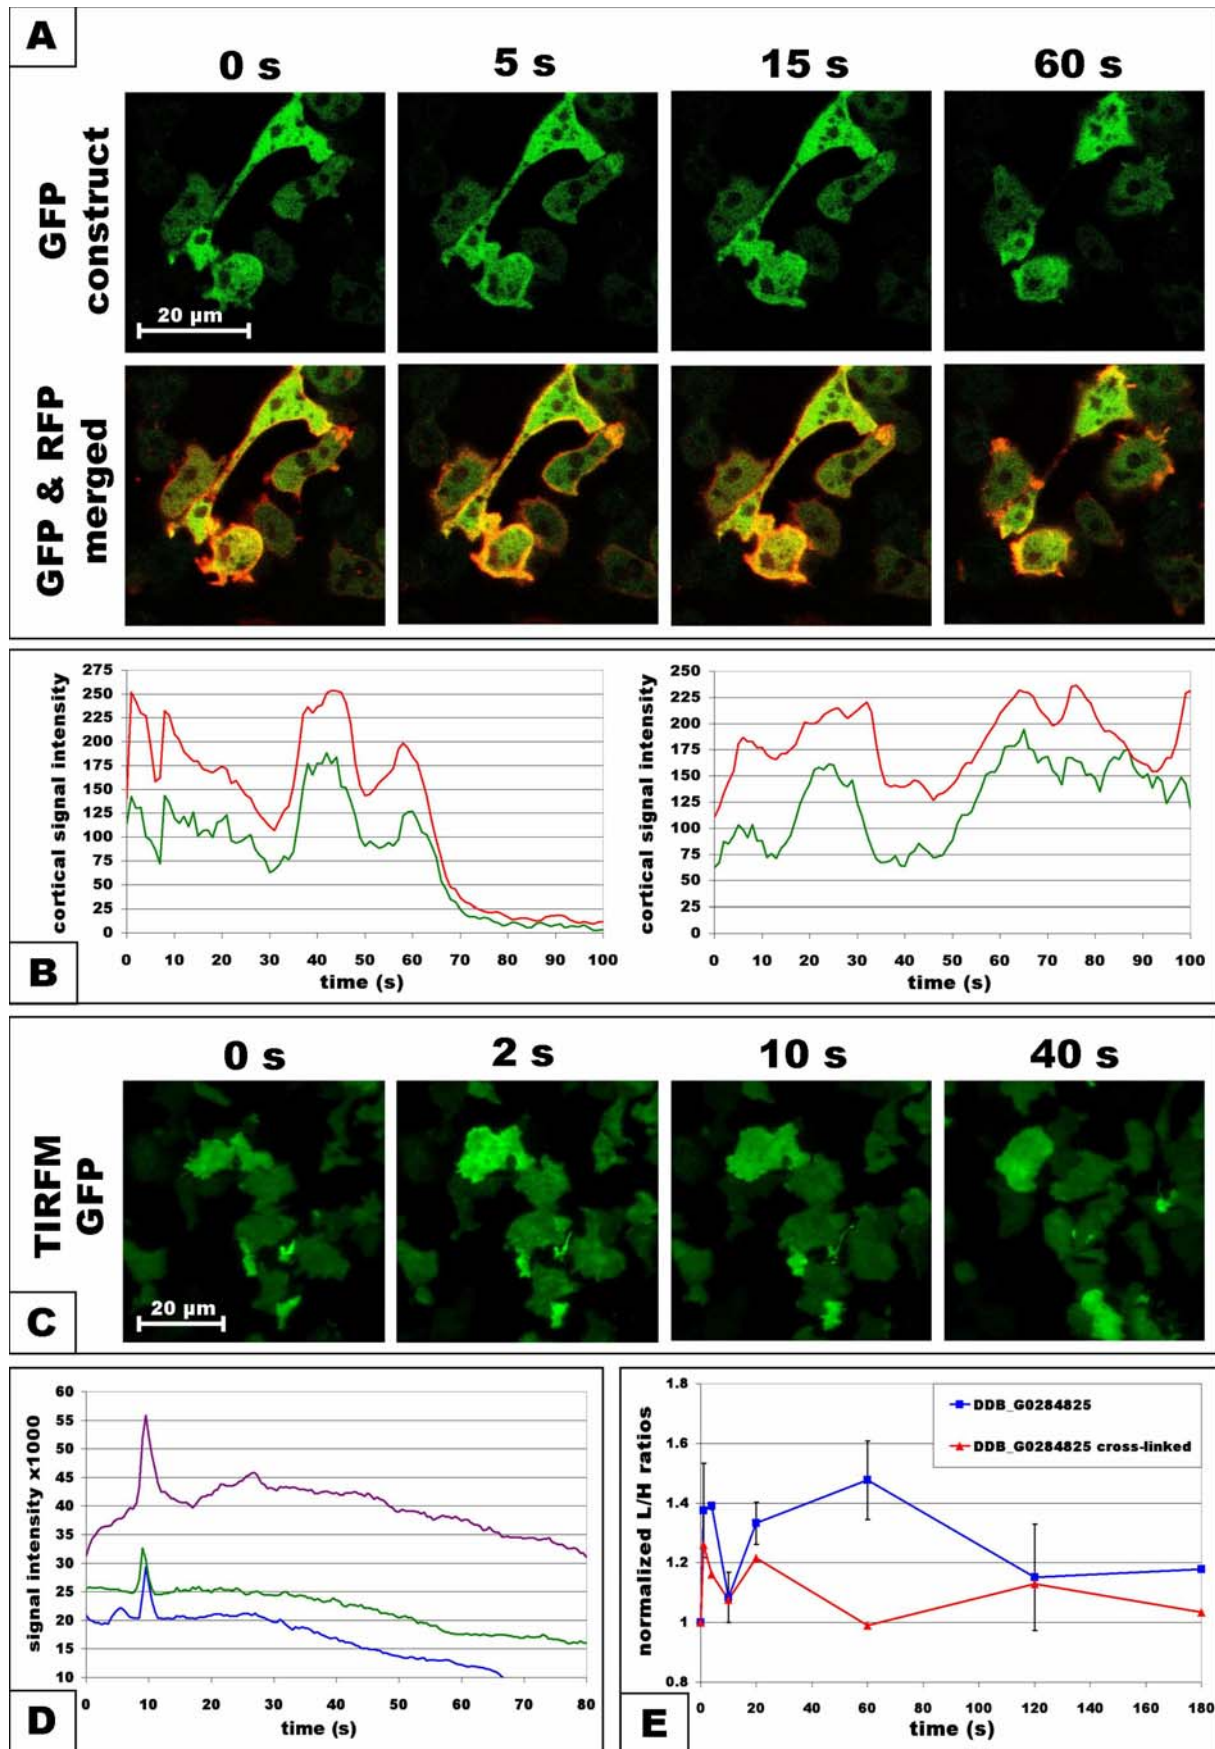 A
0 s 5 s 15 s 60 s
GFP
construct
20 µm
GFP & RFP
merged
cortical signal intensity
275
250
225
200
175
150
125
100
75
50
25
0
0 10 20 30 40 50 60 70 80 90 100
time (s)
cortical signal intensity
250
225
200
175
150
125
100
75
50
25
0
0 10 20 30 40 50 60 70 80 90 100
time (s)
B
0 s 2 s 10 s 40 s
TIRFM
GFP
20 µm
C
signal intensity x1000
60
55
50
45
40
35
30
25
20
15
10
0 10 20 30 40 50 60 70 80
time (s)
D
normalized L/H ratios
1.8
1.6
1.4
1.2
1
0.8
DDB_G0284825
DDB_G0284825 cross-linked
0 20 40 60 80 100 120 140 160 180
time (s)
E